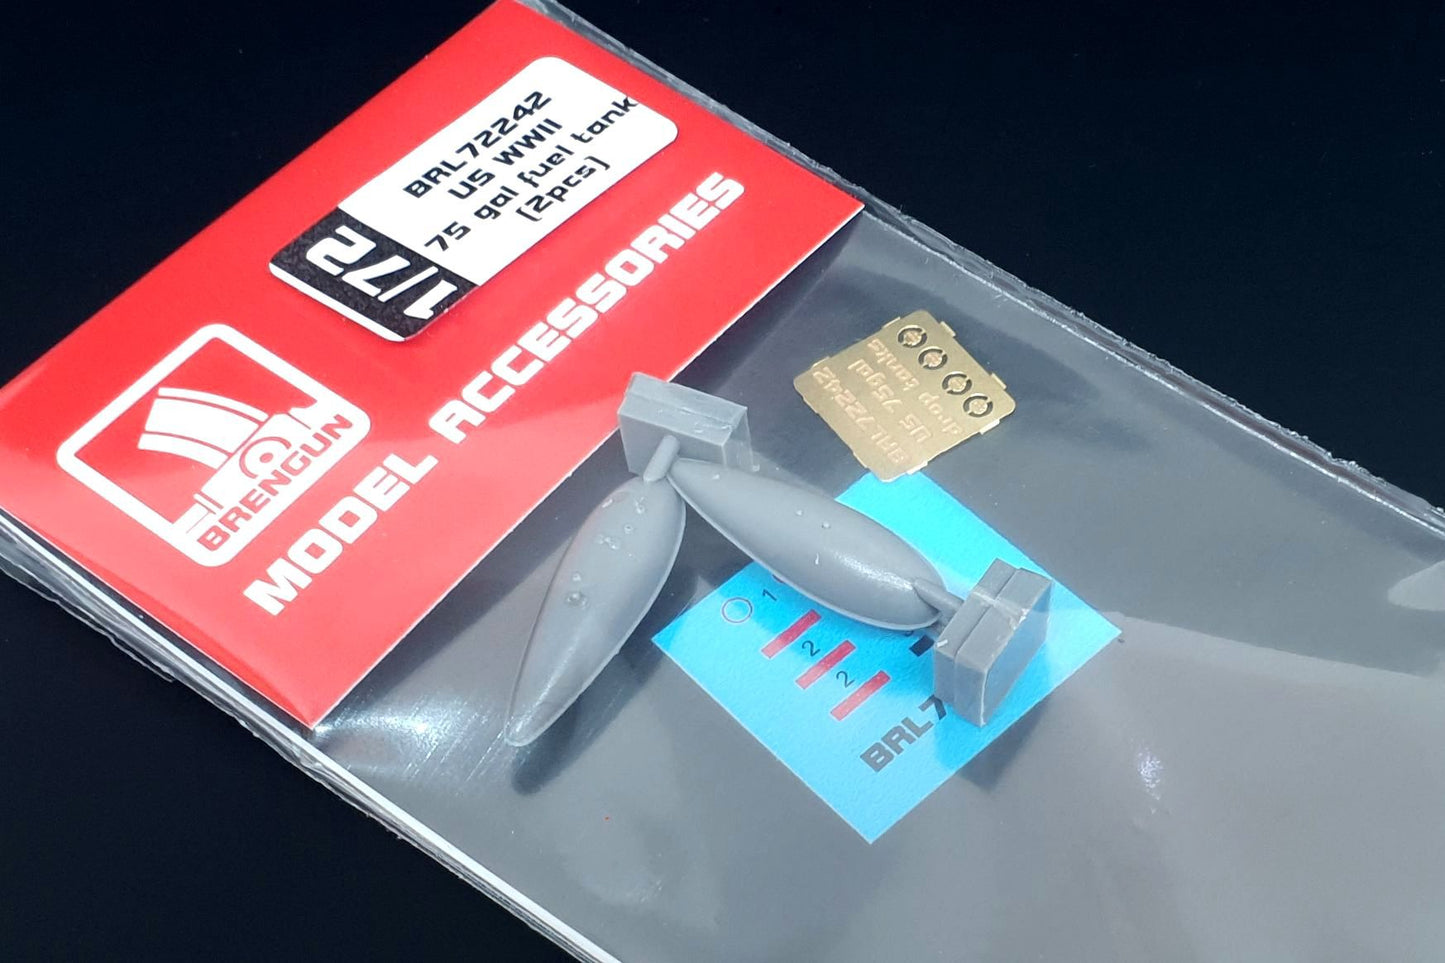 BRL72242
US WWII
75 gal fuel tank
(2pcs)
1/72
BRENGUN
MODEL ACCESSORIES
BRL72242
US 75gal
drop tanks
1
2
2
BRL7